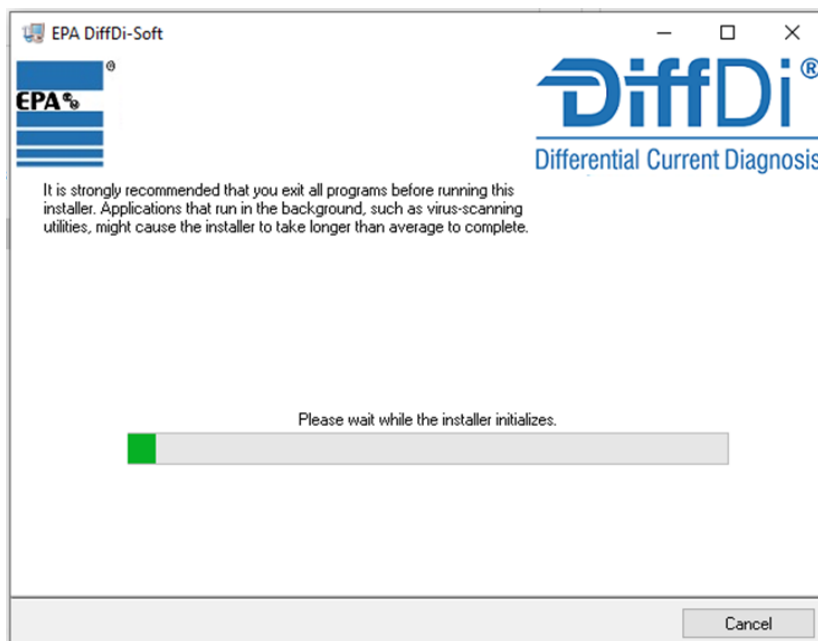 EPA DiffDi-Soft
EPA ®
DiffDi®
Differential Current Diagnosis
It is strongly recommended that you exit all programs before running this
installer. Applications that run in the background, such as virus-scanning
utilities, might cause the installer to take longer than average to complete.
Please wait while the installer initializes.
Cancel